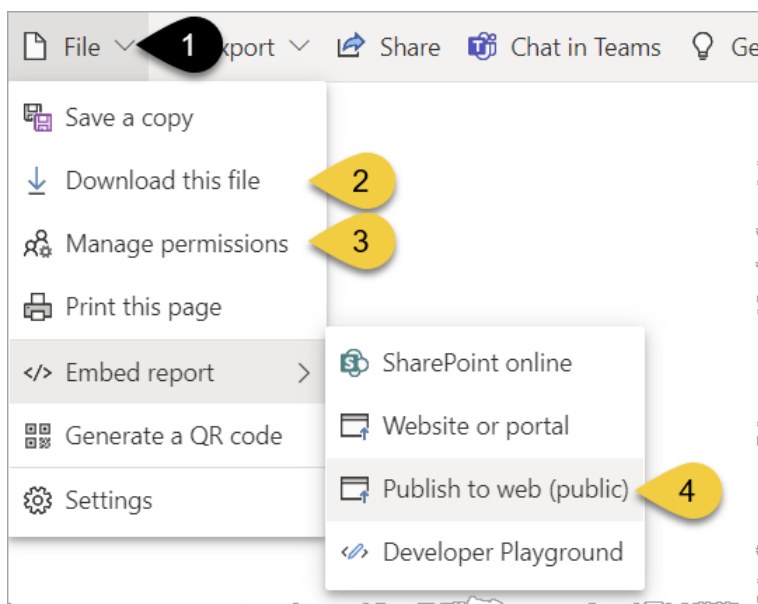 File 1 xport Share Chat in Teams Ge
Save a copy
Download this file 2
Manage permissions 3
Print this page
</> Embed report >
SharePoint online
Generate a QR code
Website or portal
Settings
Publish to web (public) 4
Developer Playground